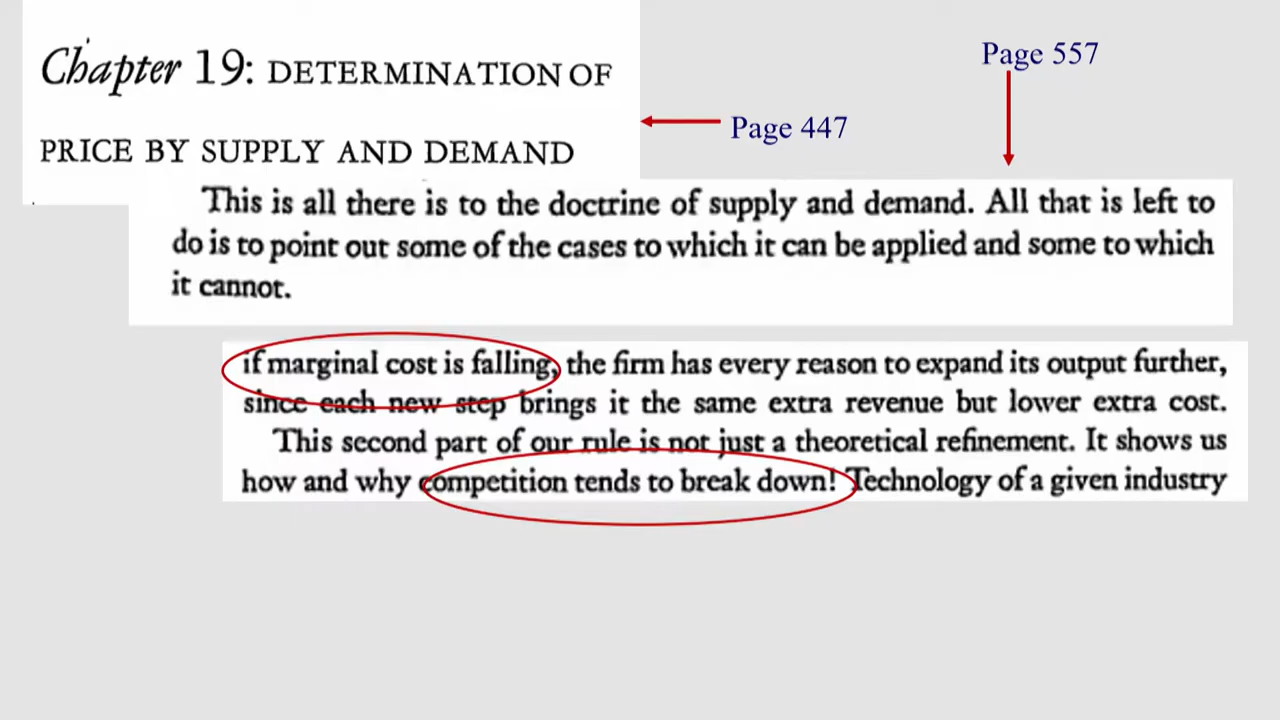 Chapter 19: DETERMINATION OF
PRICE BY SUPPLY AND DEMAND
Page 557
Page 447
This is all there is to the doctrine of supply and demand. All that is left to
do is to point out some of the cases to which it can be applied and some to which
it cannot.
if marginal cost is falling, the firm has every reason to expand its output further,
since each new step brings it the same extra revenue but lower extra cost.
This second part of our rule is not just a theoretical refinement. It shows us
how and why competition tends to break down! Technology of a given industry